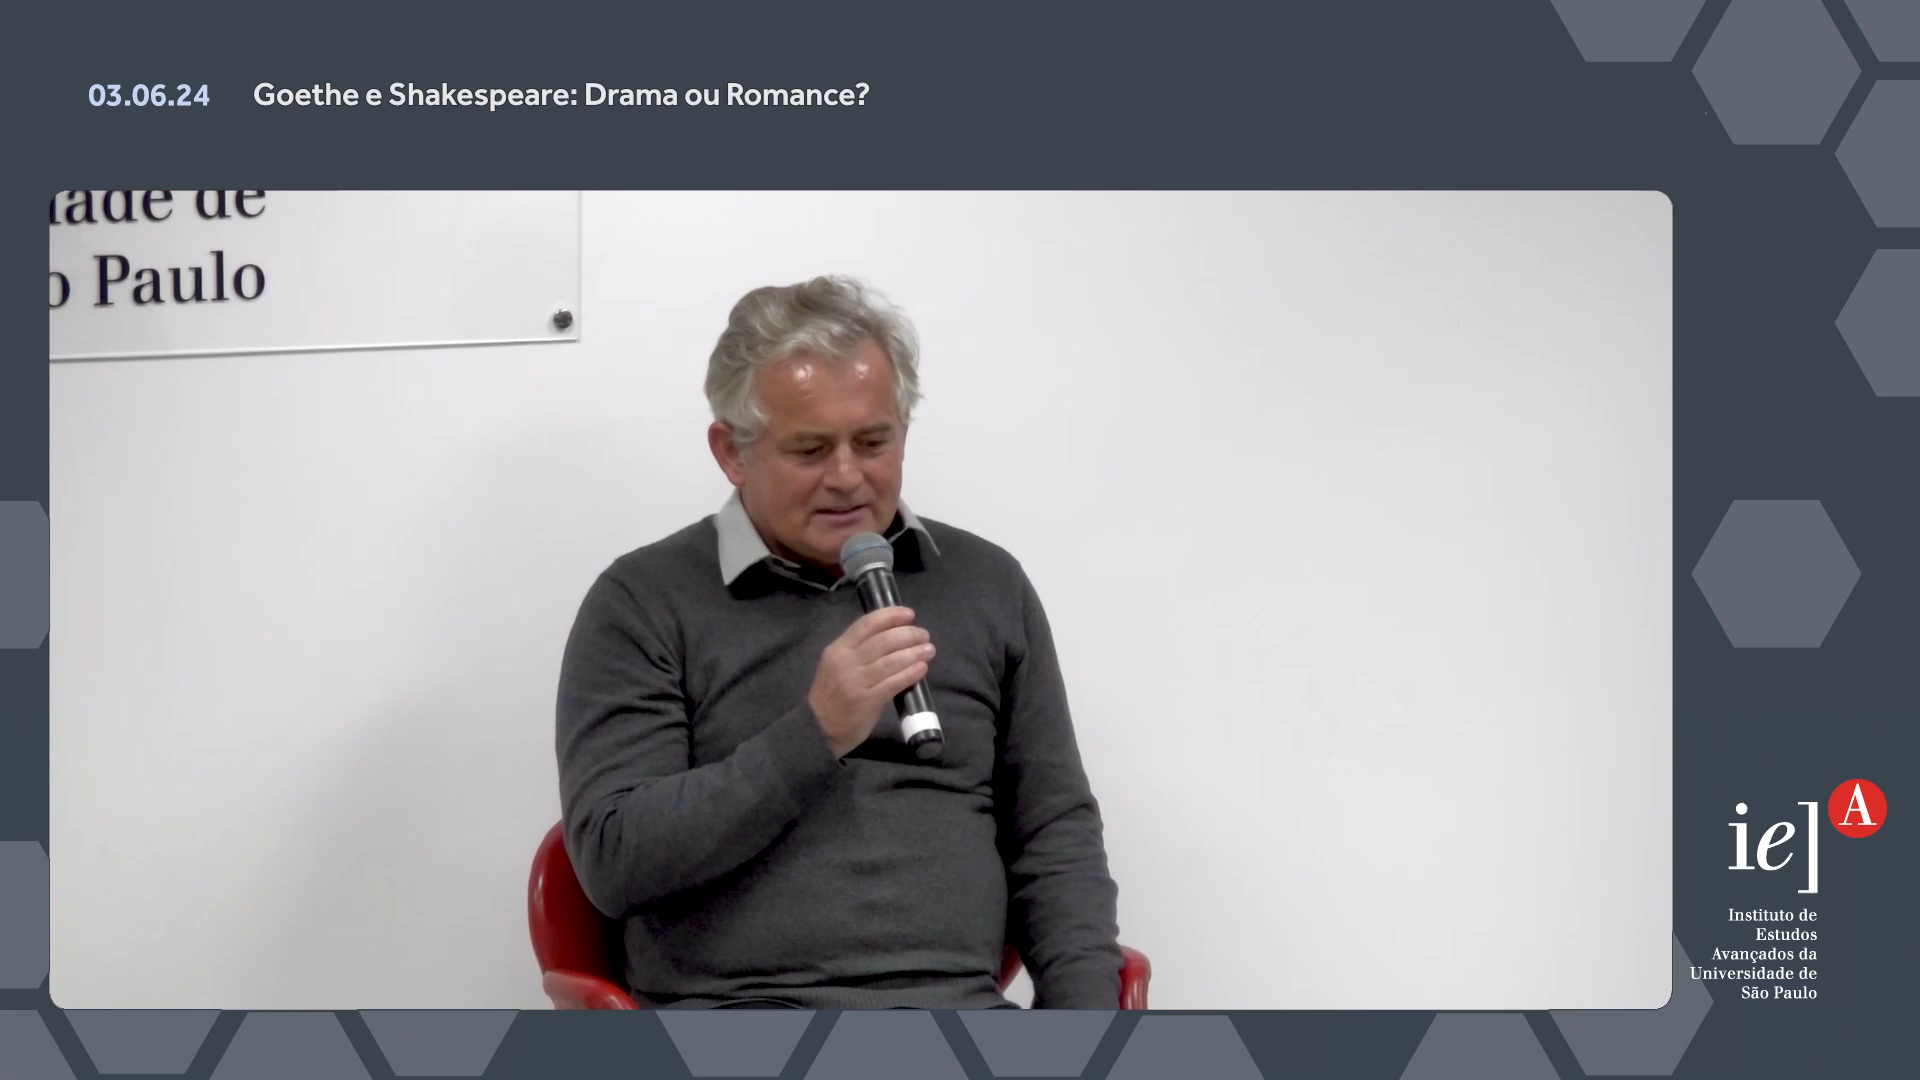 03.06.24 Goethe e Shakespeare: Drama ou Romance?
dade de
o Paulo
ie] A
Instituto de
Estudos
Avançados da
Universidade de
São Paulo